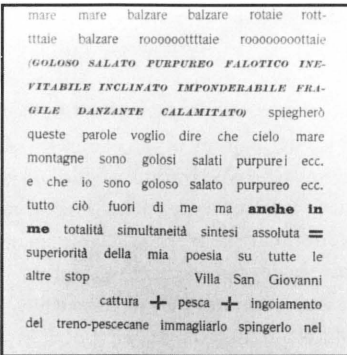 mare mare balzare balzare rotaie rott-
tttaie balzare roooooottttaie roooooooottaie
(GOLOSO SALATO PURPUREO FALOTICO INE-
VITABILE INCLINATO IMPONDERABILE FRA-
GILE DANZANTE CALAMITATO) spiegherò
queste parole voglio dire che cielo mare
montagne sono golosi salati purpurei ecc.
e che io sono goloso salato purpureo ecc.
tutto ciò fuori di me ma anche in
me totalità simultaneità sintesi assoluta =
superiorità della mia poesia su tutte le
altre stop Villa San Giovanni
cattura + pesca + ingoiamento
del treno-pescecane immagliarlo spingerlo nel